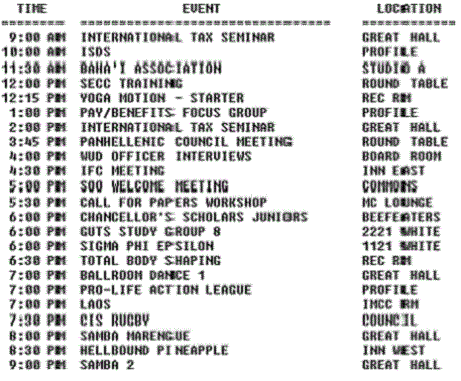 TIME EVENT LOCATION
9:00 AM INTERNATIONAL TAX SEMINAR GREAT HALL
10:00 AM ISDS PROFILE
11:30 AM BAHA'I ASSOCIATION STUDIO A
12:00 PM SECC TRAINING ROUND TABLE
12:15 PM YOGA MOTION - STARTER REC RM
1:00 PM PAY/BENEFITS FOCUS GROUP PROFILE
2:00 PM INTERNATIONAL TAX SEMINAR GREAT HALL
3:45 PM PANHELLENIC COUNCIL MEETING ROUND TABLE
4:00 PM WUD OFFICER INTERVIEWS BOARD ROOM
4:30 PM IFC MEETING INN EAST
5:00 PM SOO WELCOME MEETING COMMONS
5:30 PM CALL FOR PAPERS WORKSHOP MC LOUNGE
6:00 PM CHANCELLOR'S SCHOLARS JUNIORS BEEFEATERS
6:00 PM GUTS STUDY GROUP 8 2221 WHITE
6:00 PM SIGMA PHI EPSILON 1121 WHITE
6:30 PM TOTAL BODY SHAPING REC RM
7:00 PM BALLROOM DANCE 1 GREAT HALL
7:00 PM PRO-LIFE ACTION LEAGUE PROFILE
7:00 PM LAOS IMCC RM
7:30 PM CIS RUGBY COUNCIL
8:00 PM SAMBA MARENGUE GREAT HALL
8:30 PM HELLBOUND PINEAPPLE INN WEST
9:00 PM SAMBA 2 GREAT HALL